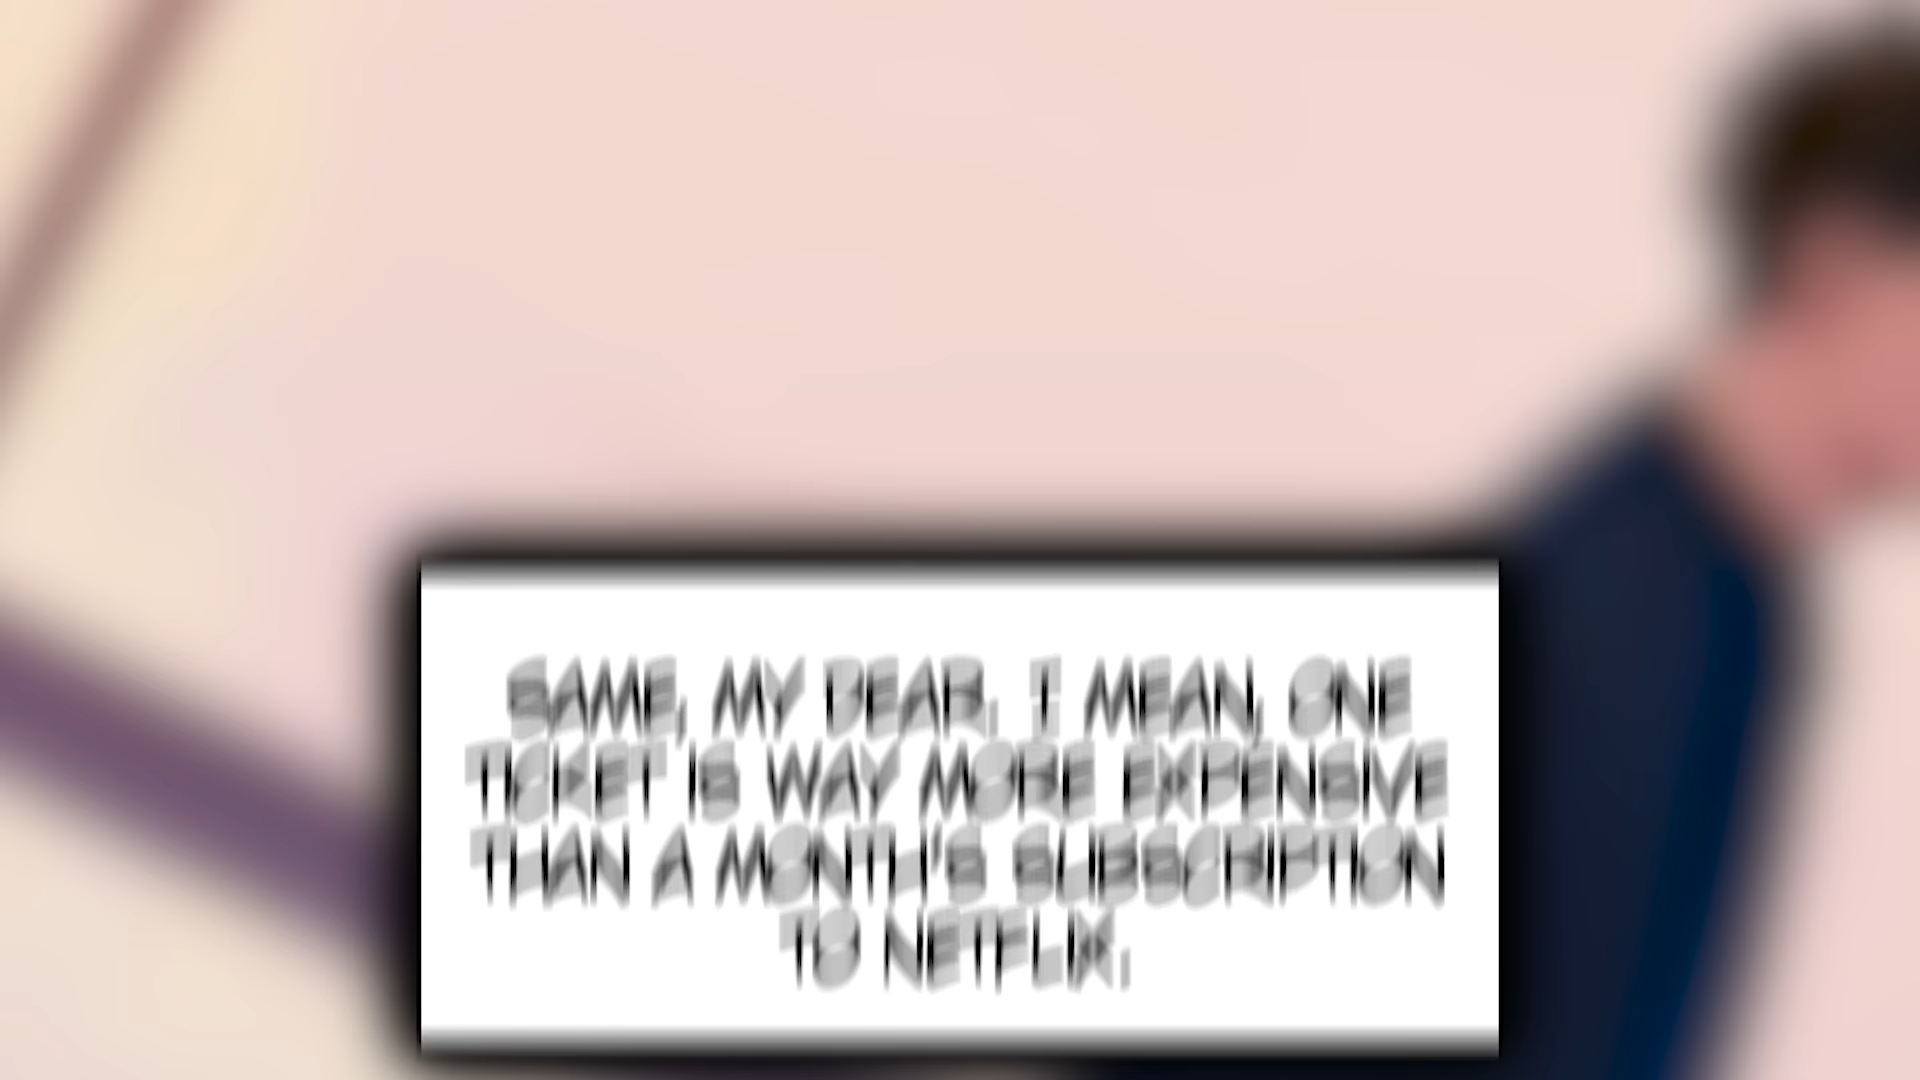 SAME, MY DEAR. I MEAN, ONE
TICKET IS WAY MORE EXPENSIVE
THAN A MONTH'S SUBSCRIPTION
TO NETFLIX.